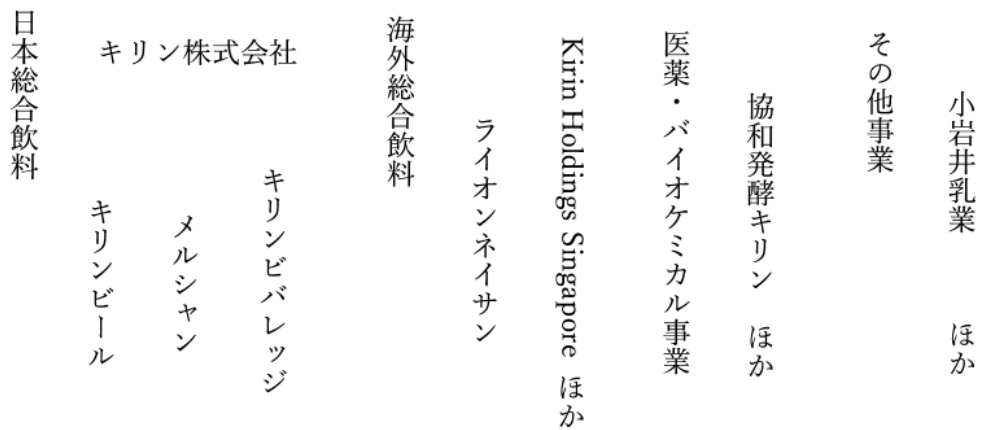 日本総合飲料
キリン株式会社
キリンビール
メルシャン
キリンビバレッジ
海外総合飲料
ライオンネイサン
Kirin Holdings Singapore ほか
医薬・バイオケミカル事業
協和発酵キリン ほか
その他事業
小岩井乳業 ほか